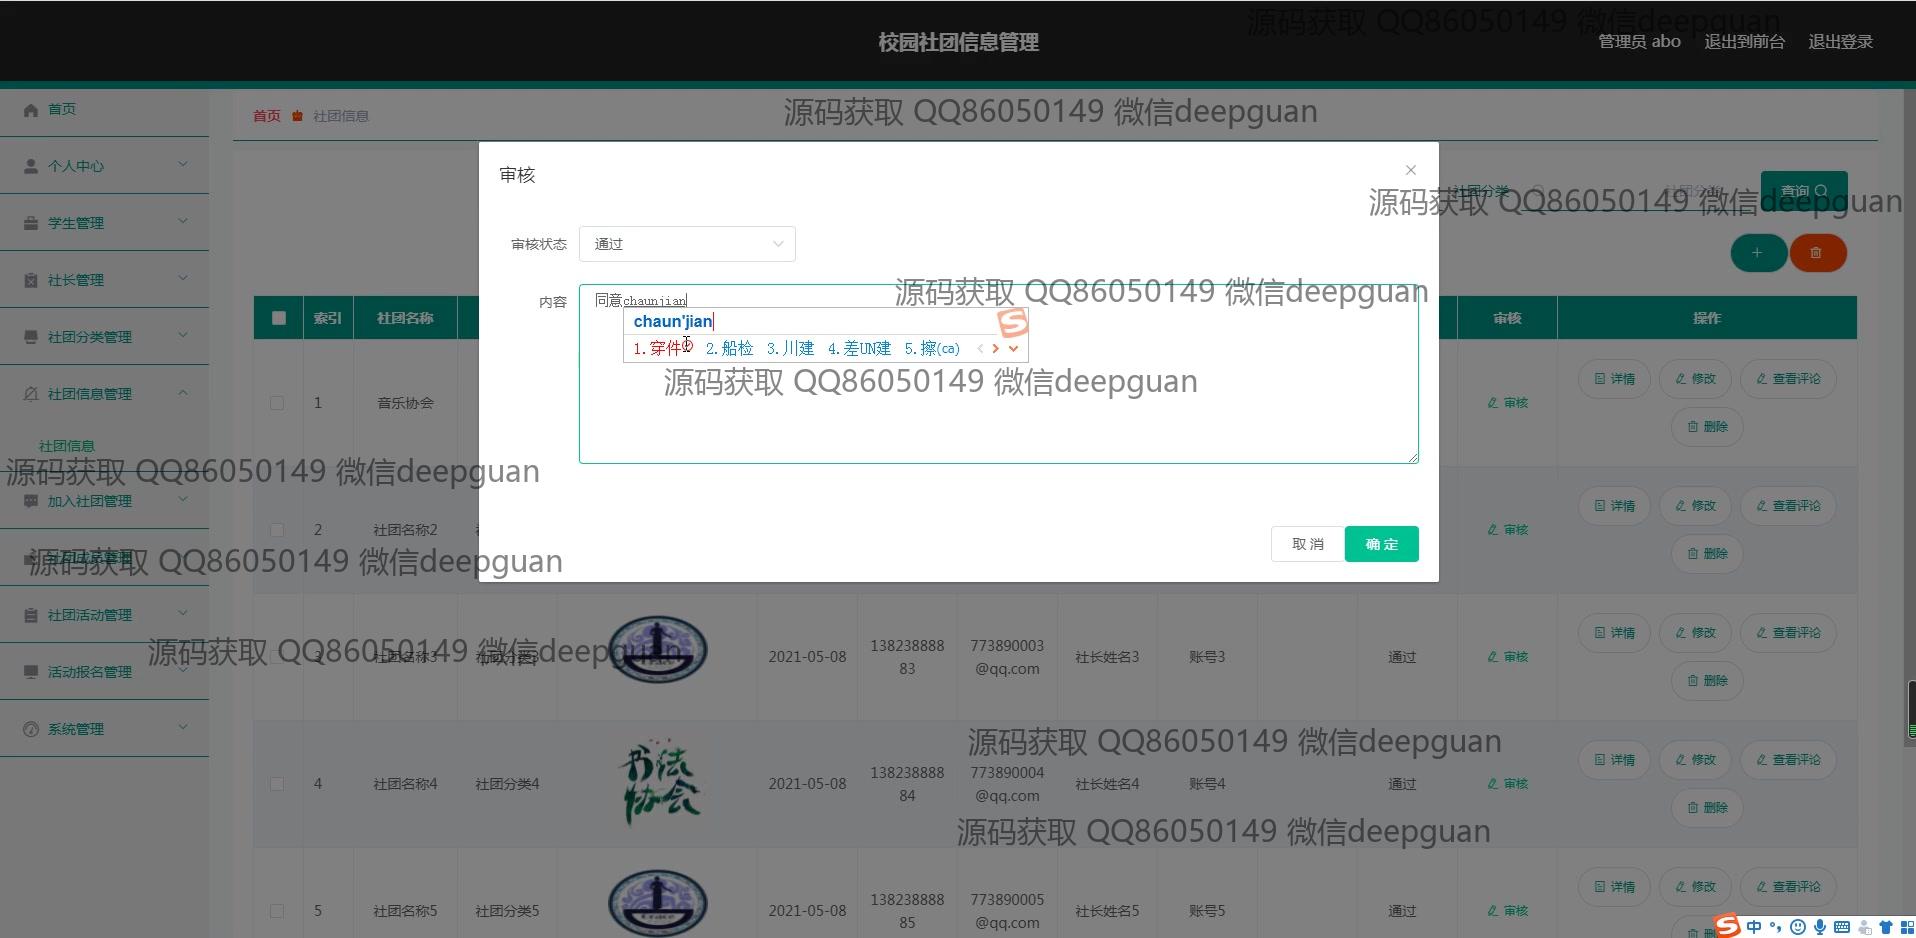 源码获取 QQ86050149 微信deepguan
校园社团信息管理
管理员 abo 退出到前台 退出登录
首页
个人中心
学生管理
社长管理
社团分类管理
社团信息管理
社团信息
加入社团管理
社团活动管理
活动报名管理
系统管理
首页 社团信息
源码获取 QQ86050149 微信deepguan
社团分类 查询
源码获取 QQ86050149 微信deepguan
审核
审核状态 通过
内容 同意chaunjian
源码获取 QQ86050149 微信deepguan
chaun'jian
1.穿件 2.船检 3.川建 4.差UN建 5.擦(ca)
源码获取 QQ86050149 微信deepguan
取消 确定
索引 社团名称 审核 操作
1 音乐协会 审核 详情 修改 查看评论
删除
源码获取 QQ86050149 微信deepguan
2 社团名称2 审核 详情 修改 查看评论
删除
源码获取 QQ86050149 微信deepguan
3 社团名称3 社团分类3 2021-05-08 138238888 83 773890003 @qq.com 社长姓名3 账号3 通过 审核 详情 修改 查看评论
删除
源码获取 QQ86050149 微信deepguan
书法协会
4 社团名称4 社团分类4 2021-05-08 138238888 84 773890004 @qq.com 社长姓名4 账号4 通过 审核 详情 修改 查看评论
删除
源码获取 QQ86050149 微信deepguan
源码获取 QQ86050149 微信deepguan
5 社团名称5 社团分类5 2021-05-08 138238888 85 773890005 @qq.com 社长姓名5 账号5 通过 审核 详情 修改 查看评论
中